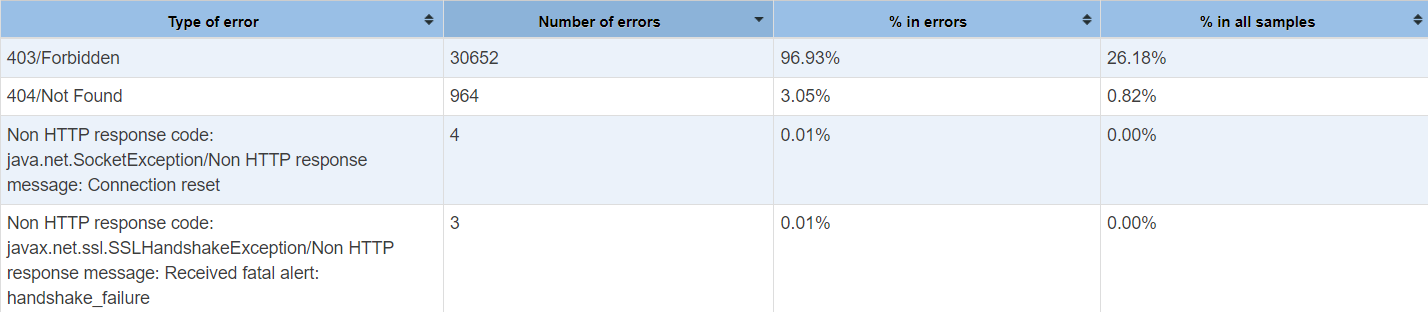 Type of error Number of errors % in errors % in all samples
403/Forbidden 30652 96.93% 26.18%
404/Not Found 964 3.05% 0.82%
Non HTTP response code: 4 0.01% 0.00%
java.net.SocketException/Non HTTP response
message: Connection reset
Non HTTP response code: 3 0.01% 0.00%
javax.net.ssl.SSLHandshakeException/Non HTTP
response message: Received fatal alert:
handshake_failure